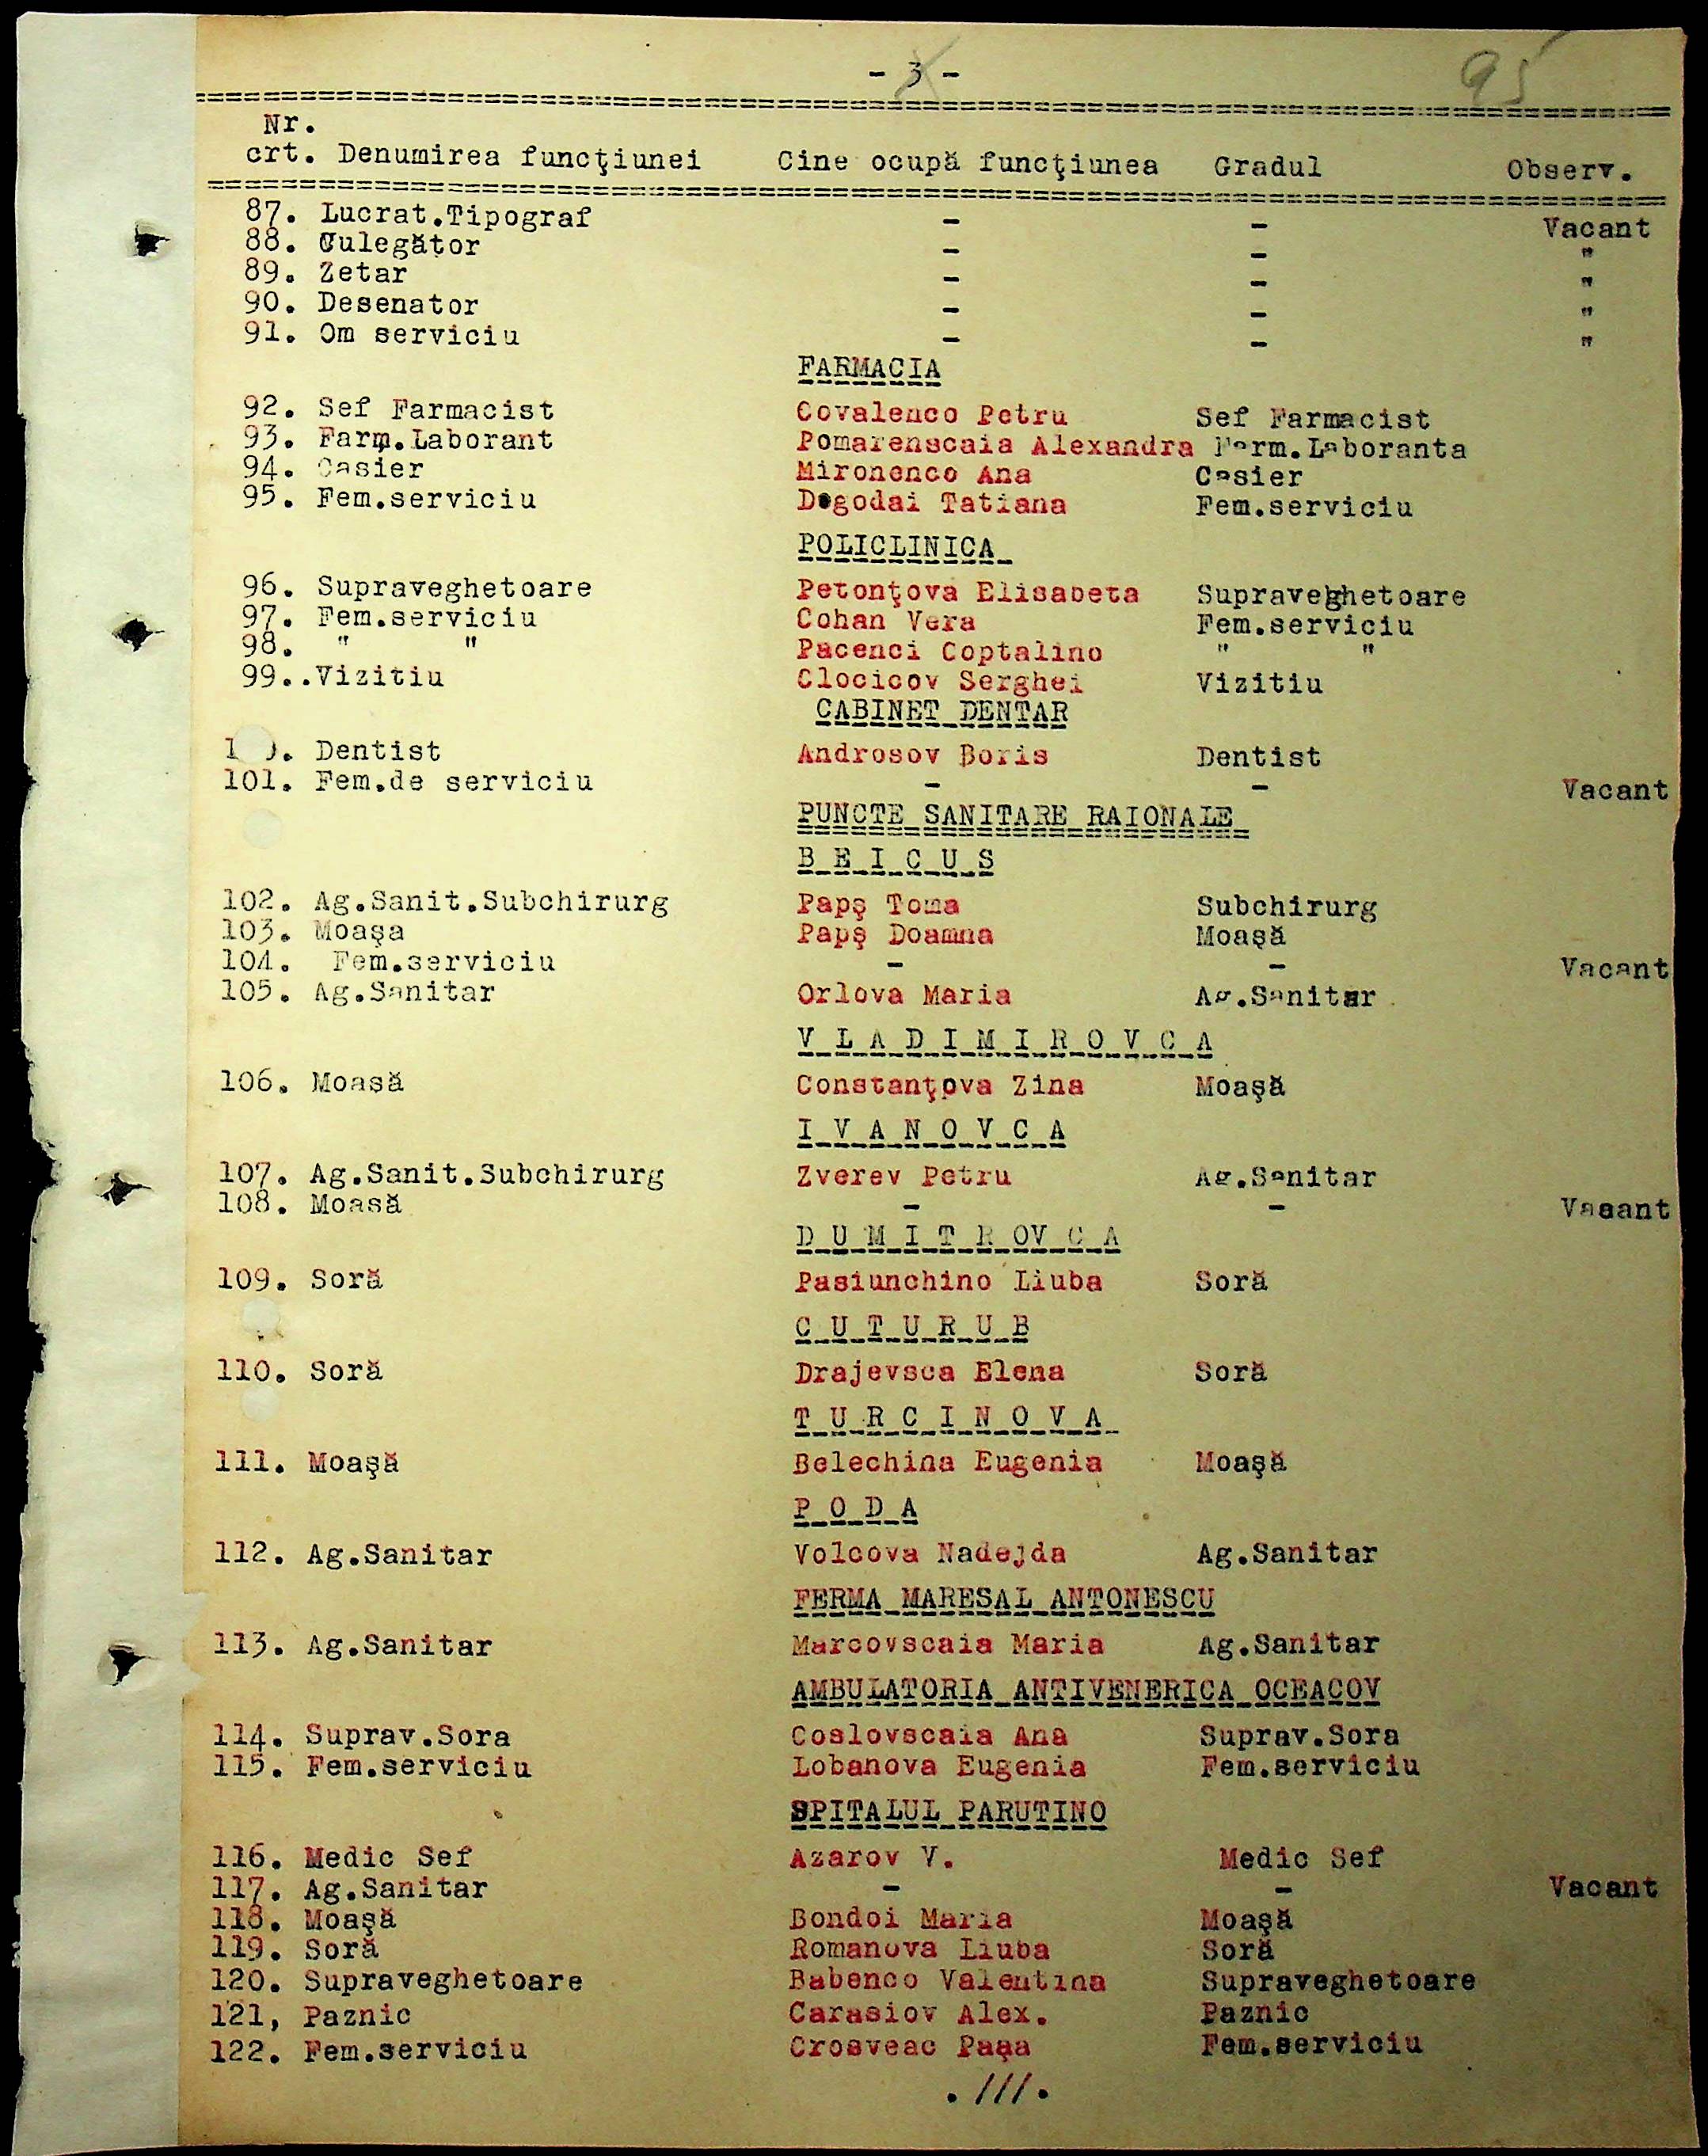 - 3 -
95
Nr.
crt. Denumirea funcţiunei Cine ocupă funcţiunea Gradul Observ.
87. Lucrat.Tipograf - - Vacant
88. Culegător - - "
89. Zetar - - "
90. Desenator - - "
91. Om serviciu - - "
FARMACIA
92. Sef Farmacist Covalenco Petru Sef Farmacist
93. Farm.Laborant Pomarenscaia Alexandra Farm.Laboranta
94. Casier Mironenco Ana Casier
95. Fem.serviciu Dogodai Tatiana Fem.serviciu
POLICLINICA
96. Supraveghetoare Petonţova Elisabeta Supraveghetoare
97. Fem.serviciu Cohan Vera Fem.serviciu
98. " " Pacenci Coptalino " "
99..Vizitiu Clocicov Serghei Vizitiu
CABINET DENTAR
1 ). Dentist Androsov Boris Dentist
101. Fem.de serviciu - - Vacant
PUNCTE SANITARE RAIONALE
B E I C U S
102. Ag.Sanit.Subchirurg Papş Toma Subchirurg
103. Moaşa Papş Doamna Moaşă
104. Fem.serviciu - - Vacant
105. Ag.Sanitar Orlova Maria Ag.Sanitar
V L A D I M I R O V C A
106. Moasă Constanţova Zina Moaşă
I V A N O V C A
107. Ag.Sanit.Subchirurg Zverev Petru Ag.Sanitar
108. Moasă - - Vaaant
D U M I T R OV C A
109. Soră Pasiunchino Liuba Soră
C U T U R U B
110. Soră Drajevsca Elena Soră
T U R C I N O V A
111. Moaşă Belechina Eugenia Moaşă
P O D A
112. Ag.Sanitar Volcova Nadejda Ag.Sanitar
FERMA MARESAL ANTONESCU
113. Ag.Sanitar Marcovscaia Maria Ag.Sanitar
AMBULATORIA ANTIVENERICA OCEACOV
114. Suprav.Sora Coslovscaia Ana Suprav.Sora
115. Fem.serviciu Lobanova Eugenia Fem.serviciu
SPITALUL PARUTINO
116. Medic Sef Azarov V. Medic Sef
117. Ag.Sanitar - - Vacant
118. Moaşă Bondoi Maria Moaşă
119. Soră Romanova Liuba Soră
120. Supraveghetoare Babenco Valentina Supraveghetoare
121, Paznic Carasiov Alex. Paznic
122. Fem.serviciu Crosveac Paşa Fem.serviciu
. /// .